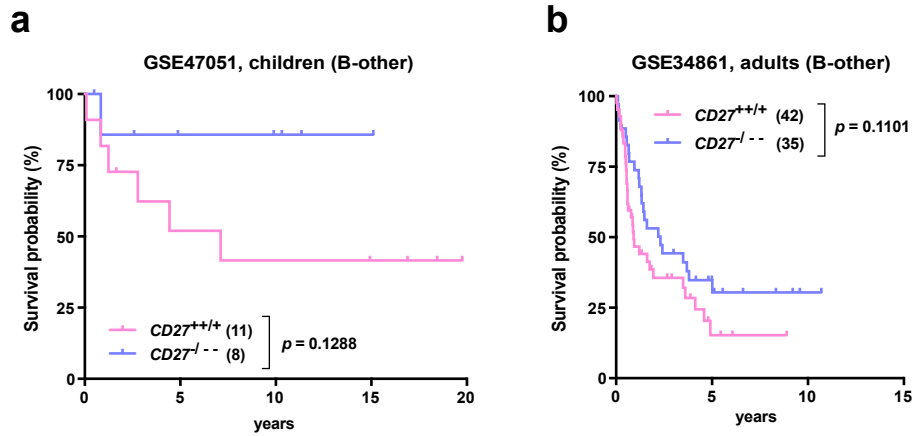 a
GSE47051, children (B-other)
Survival probability (%)
100
75
50
25
0
0 5 10 15 20
years
CD27++/+ (11)
CD27-/ - - (8)
p = 0.1288
b
GSE34861, adults (B-other)
Survival probability (%)
100
75
50
25
0
0 5 10 15
years
CD27++/+ (42)
CD27-/ - - (35)
p = 0.1101